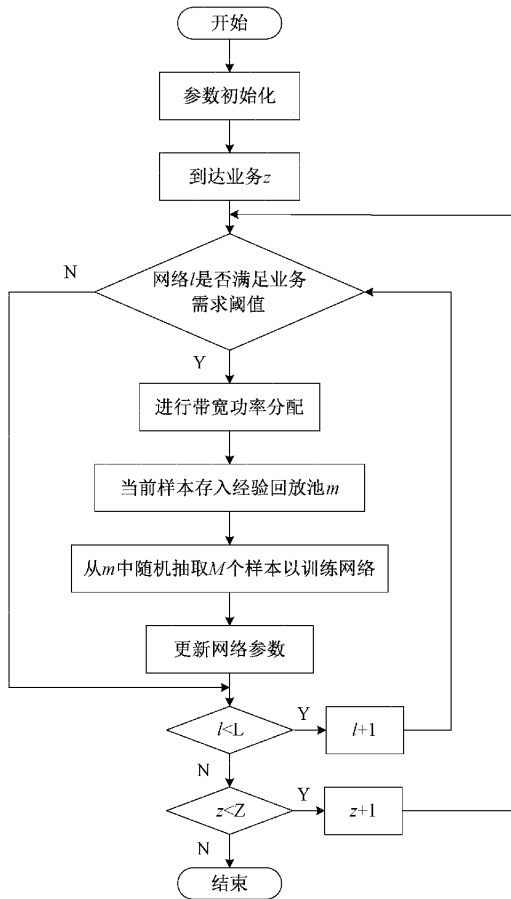 开始
参数初始化
到达业务z
N
网络l是否满足业务
需求阈值
Y
进行带宽功率分配
当前样本存入经验回放池m
从m中随机抽取M个样本以训练网络
更新网络参数
l<L
Y
l+1
N
z<Z
Y
z+1
N
结束